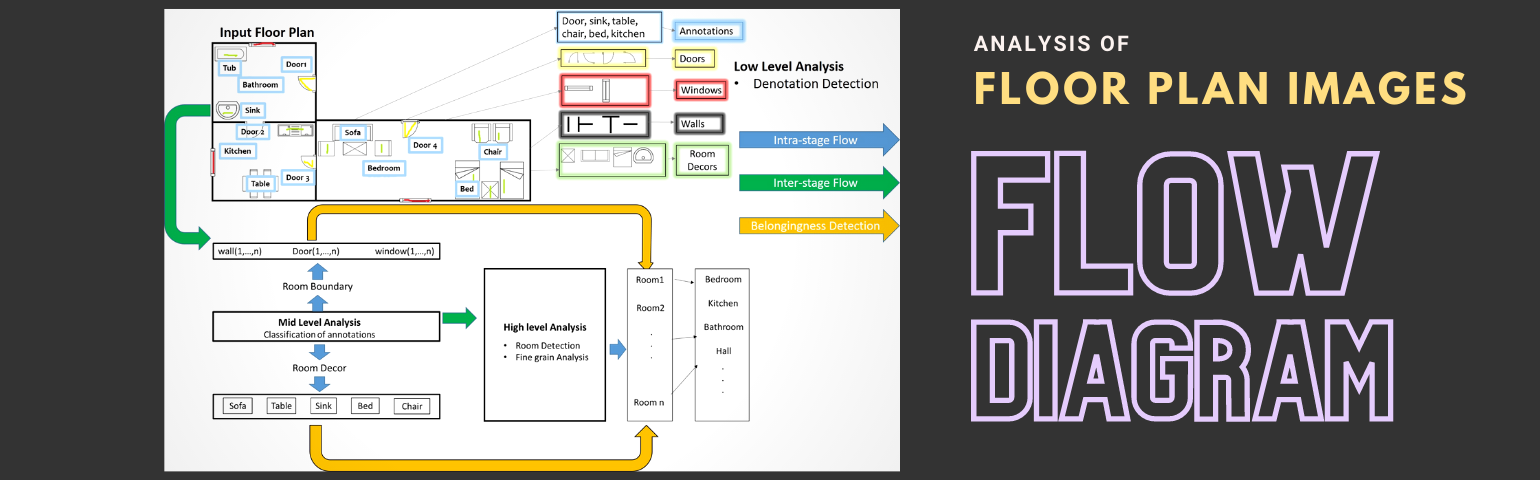 Input Floor Plan
Tub
Door1
Bathroom
Sink
Door 2
Kitchen
Door 3
Table
Sofa
Door 4
Bedroom
Chair
Bed
Door, sink, table,
chair, bed, kitchen
Annotations
Doors
Windows
Walls
Room
Decors
Low Level Analysis
• Denotation Detection
Intra-stage Flow
Inter-stage Flow
Belongingness Detection
wall(1,...,n) Door(1,...,n) window(1,...,n)
Room Boundary
Mid Level Analysis
Classification of annotations
Room Decor
Sofa Table Sink Bed Chair
High level Analysis
• Room Detection
• Fine grain Analysis
Room1
Room2
.
.
.
Room n
Bedroom
Kitchen
Bathroom
Hall
.
.
.
ANALYSIS OF
FLOOR PLAN IMAGES
FLOW
DIAGRAM